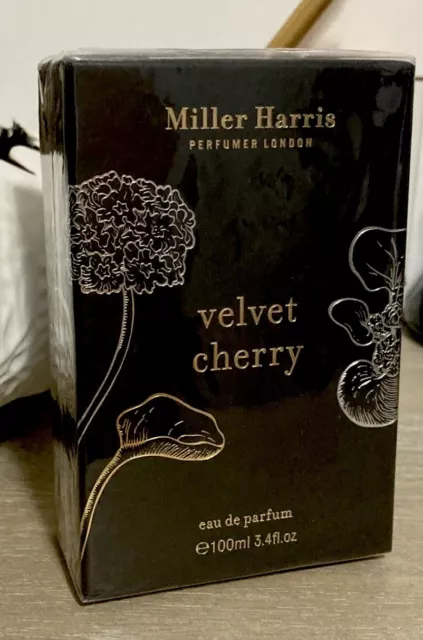 Miller Harris
PERFUMER LONDON
velvet
cherry
eau de parfum
℮100ml 3.4fl.oz